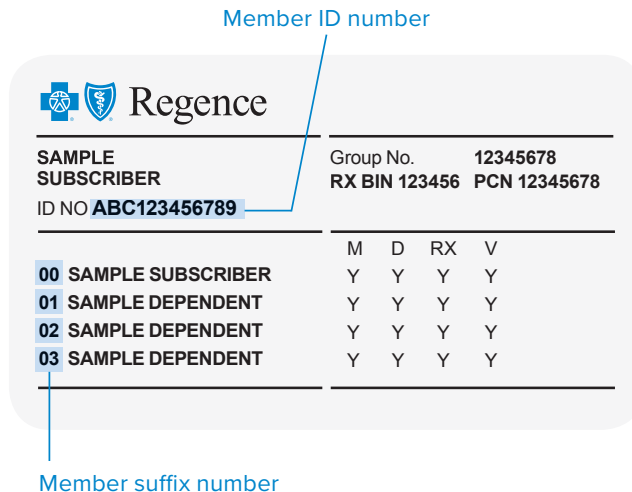 Member ID number
Regence
SAMPLE
SUBSCRIBER
ID NO ABC123456789
Group No. 12345678
RX BIN 123456 PCN 12345678
M D RX V
00 SAMPLE SUBSCRIBER Y Y Y Y
01 SAMPLE DEPENDENT Y Y Y Y
02 SAMPLE DEPENDENT Y Y Y Y
03 SAMPLE DEPENDENT Y Y Y Y
Member suffix number